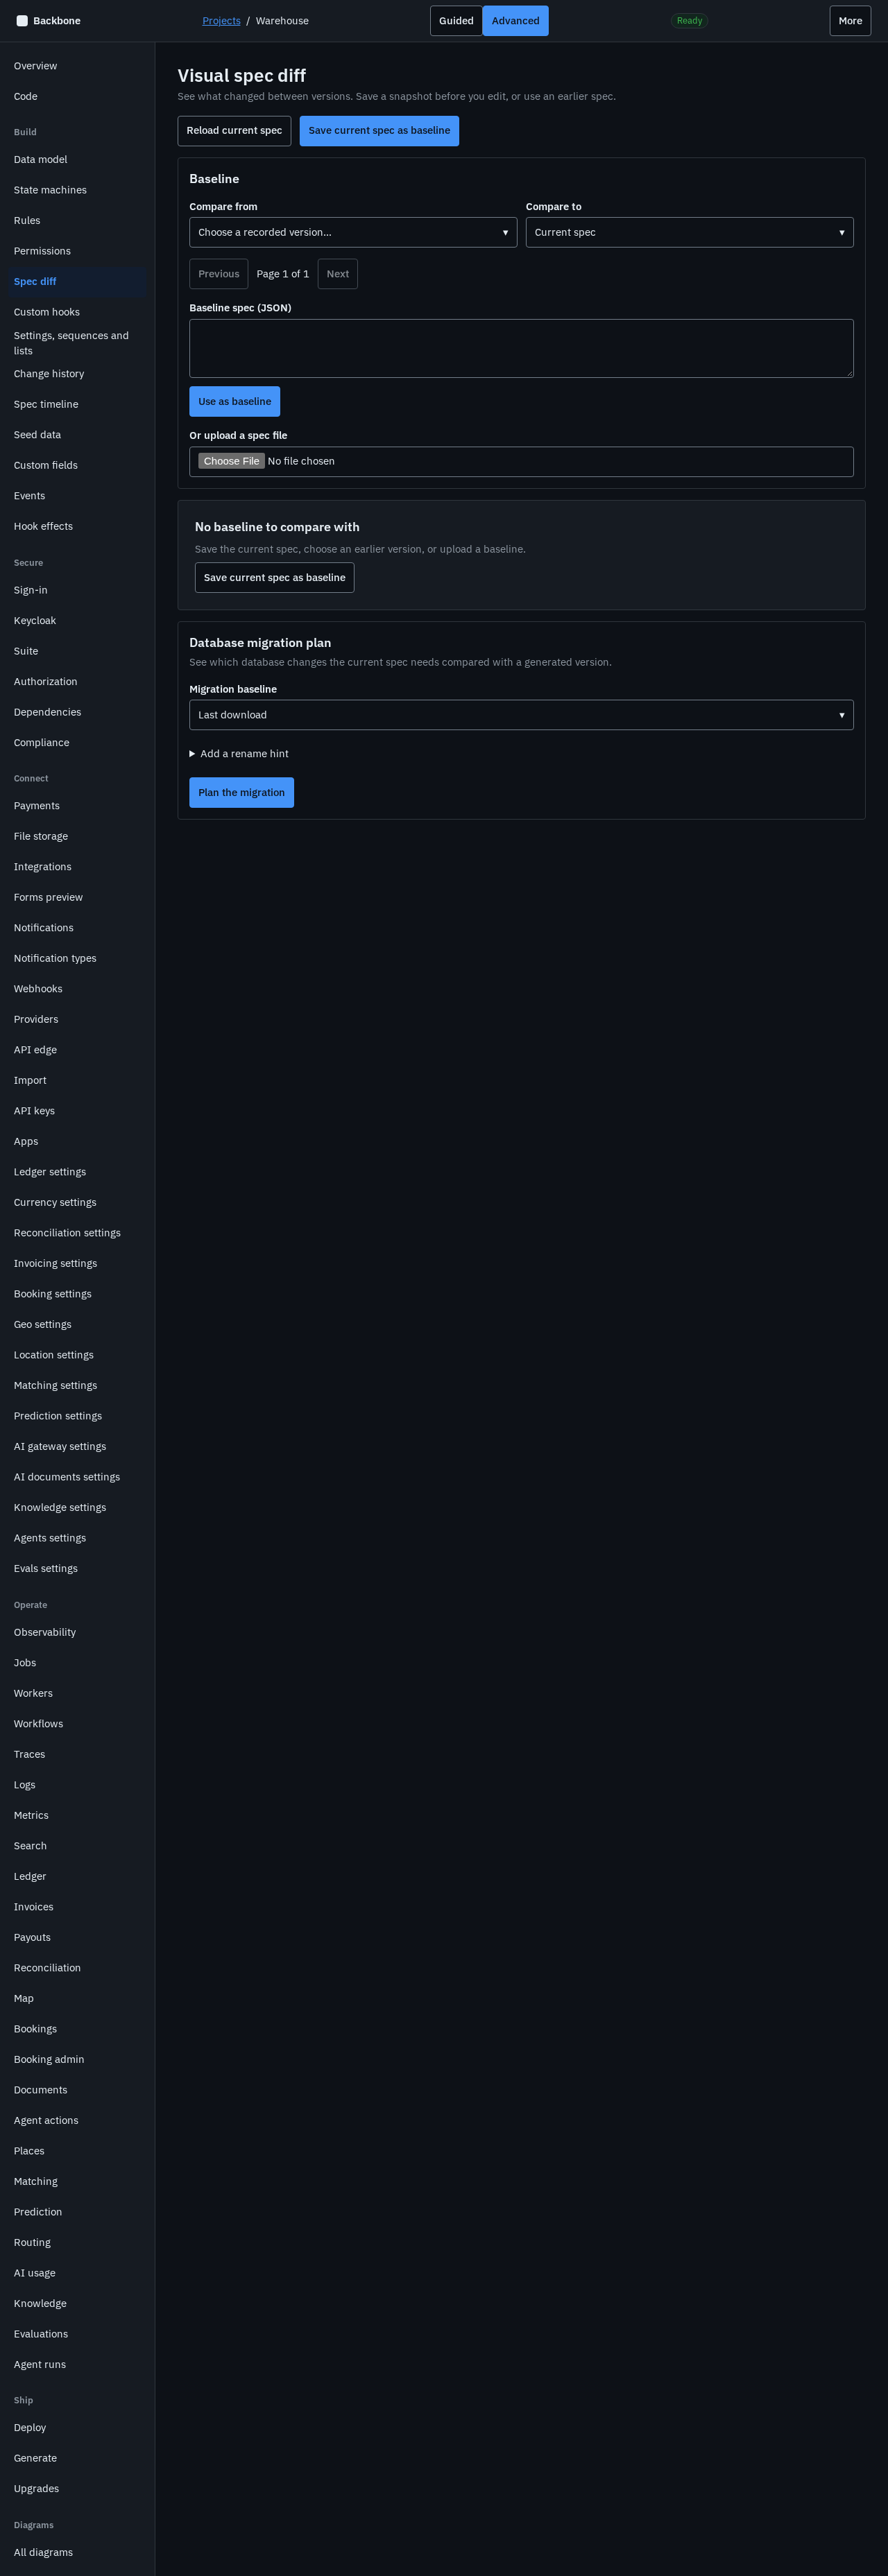 Backbone
Projects / Warehouse
Guided
Advanced
Ready
More
Overview
Code
Build
Data model
State machines
Rules
Permissions
Spec diff
Custom hooks
Settings, sequences and
lists
Change history
Spec timeline
Seed data
Custom fields
Events
Hook effects
Secure
Sign-in
Keycloak
Suite
Authorization
Dependencies
Compliance
Connect
Payments
File storage
Integrations
Forms preview
Notifications
Notification types
Webhooks
Providers
API edge
Import
API keys
Apps
Ledger settings
Currency settings
Reconciliation settings
Invoicing settings
Booking settings
Geo settings
Location settings
Matching settings
Prediction settings
AI gateway settings
AI documents settings
Knowledge settings
Agents settings
Evals settings
Operate
Observability
Jobs
Workers
Workflows
Traces
Logs
Metrics
Search
Ledger
Invoices
Payouts
Reconciliation
Map
Bookings
Booking admin
Documents
Agent actions
Places
Matching
Prediction
Routing
AI usage
Knowledge
Evaluations
Agent runs
Ship
Deploy
Generate
Upgrades
Diagrams
All diagrams
Visual spec diff
See what changed between versions. Save a snapshot before you edit, or use an earlier spec.
Reload current spec
Save current spec as baseline
Baseline
Compare from
Compare to
Choose a recorded version...
Current spec
Previous
Page 1 of 1
Next
Baseline spec (JSON)
Use as baseline
Or upload a spec file
Choose File No file chosen
No baseline to compare with
Save the current spec, choose an earlier version, or upload a baseline.
Save current spec as baseline
Database migration plan
See which database changes the current spec needs compared with a generated version.
Migration baseline
Last download
Add a rename hint
Plan the migration